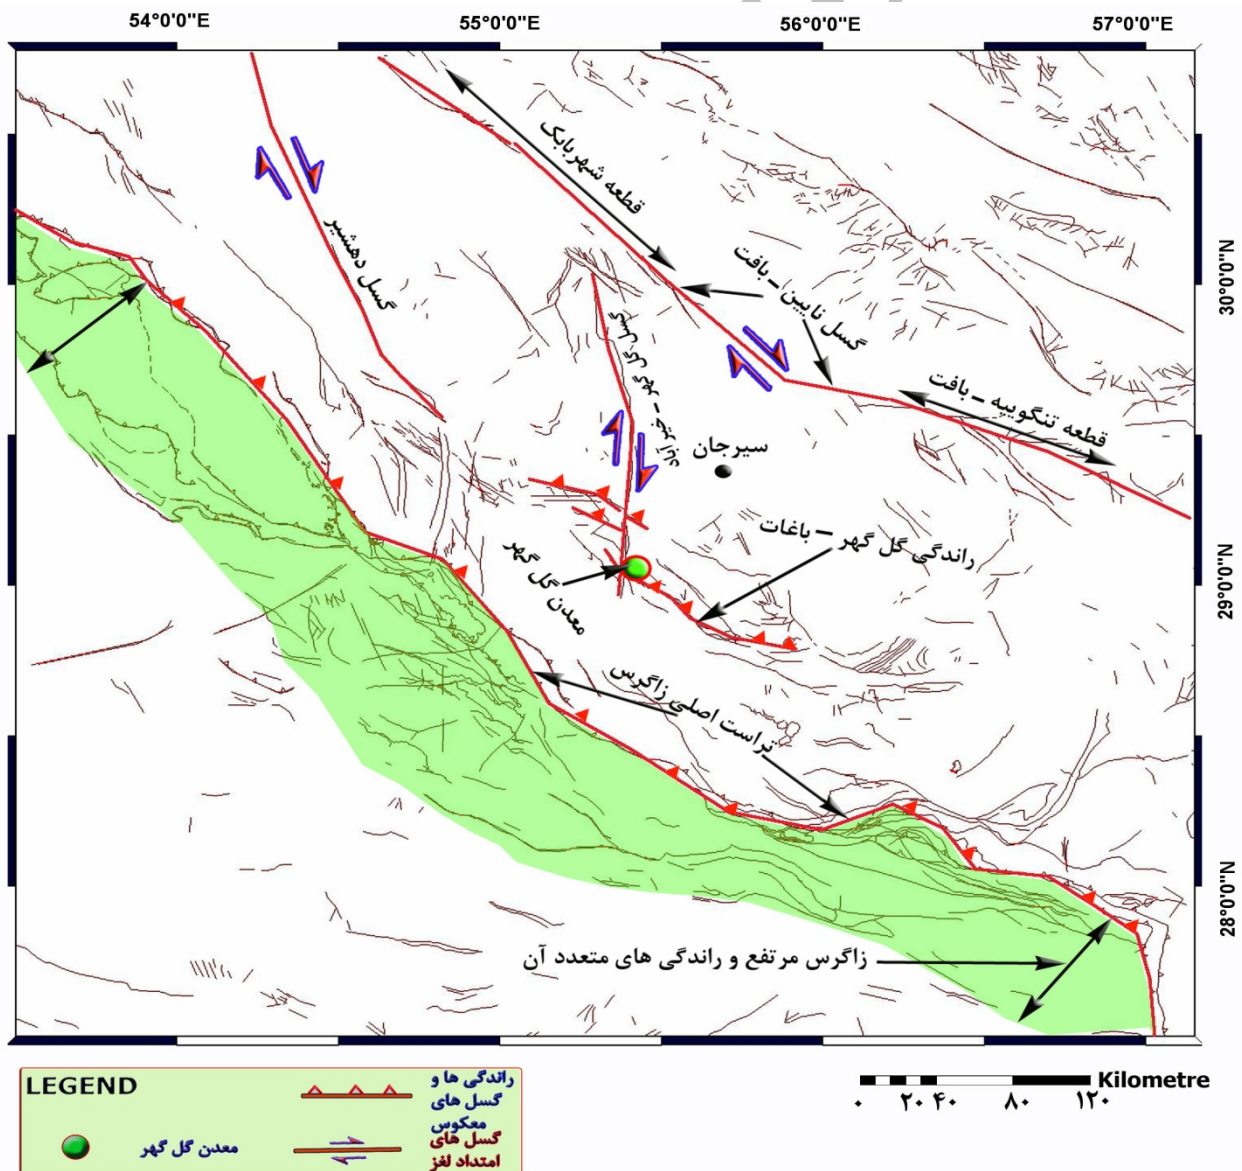 54°0'0"E
55°0'0"E
56°0'0"E
57°0'0"E
قطعه شهربابک
گسل دهشیر
گسل نایین – بافت
30°0'0"N
گسل گل گهر – خیر آباد
قطعه تنگوییه – بافت
سیرجان
راندگی گل گهر – باغات
معدن گل گهر
29°0'0"N
تراست اصلی زاگرس
28°0'0"N
زاگرس مرتفع و راندگی های متعدد آن
LEGEND
راندگی ها و
گسل های
معکوس
گسل های
امتداد لغز
معدن گل گهر
Kilometre
۰ ۲۰ ۴۰ ۸۰ ۱۲۰